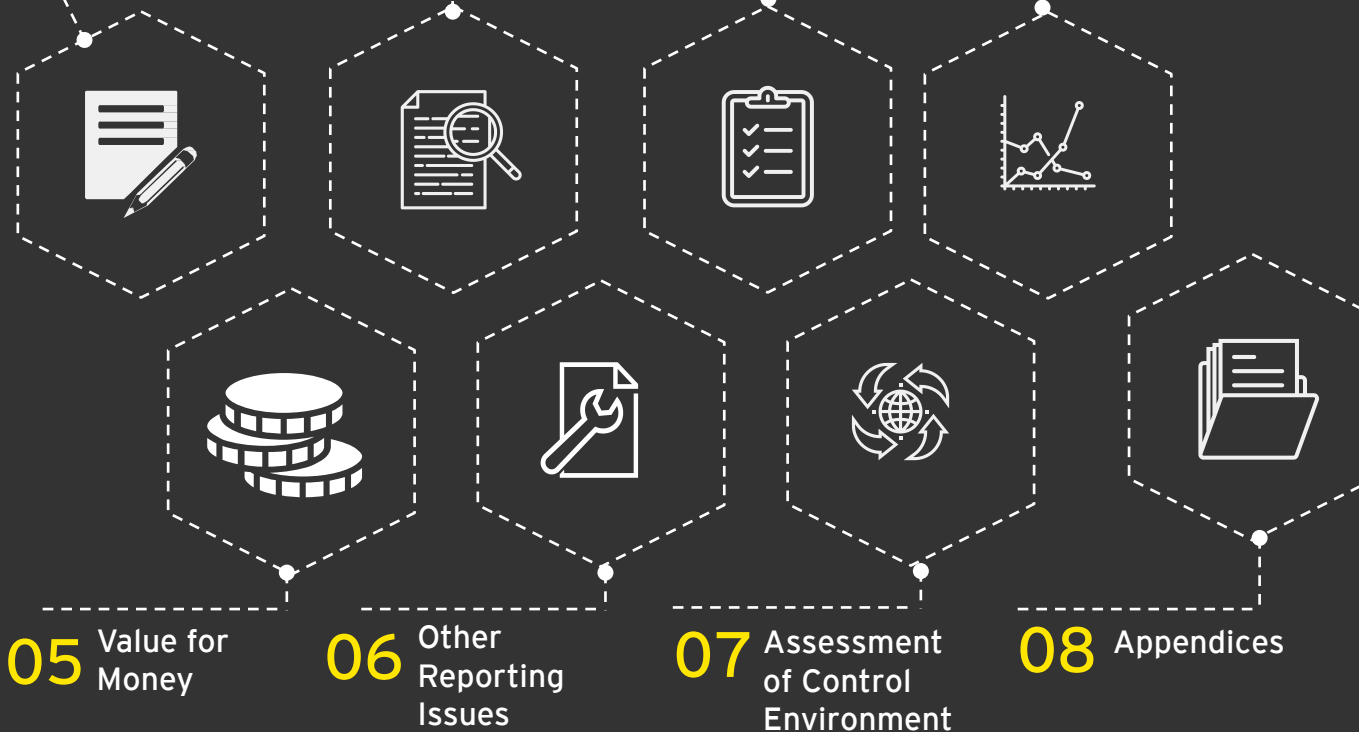 05 Value for
Money
06 Other
Reporting
Issues
07 Assessment
of Control
Environment
08 Appendices